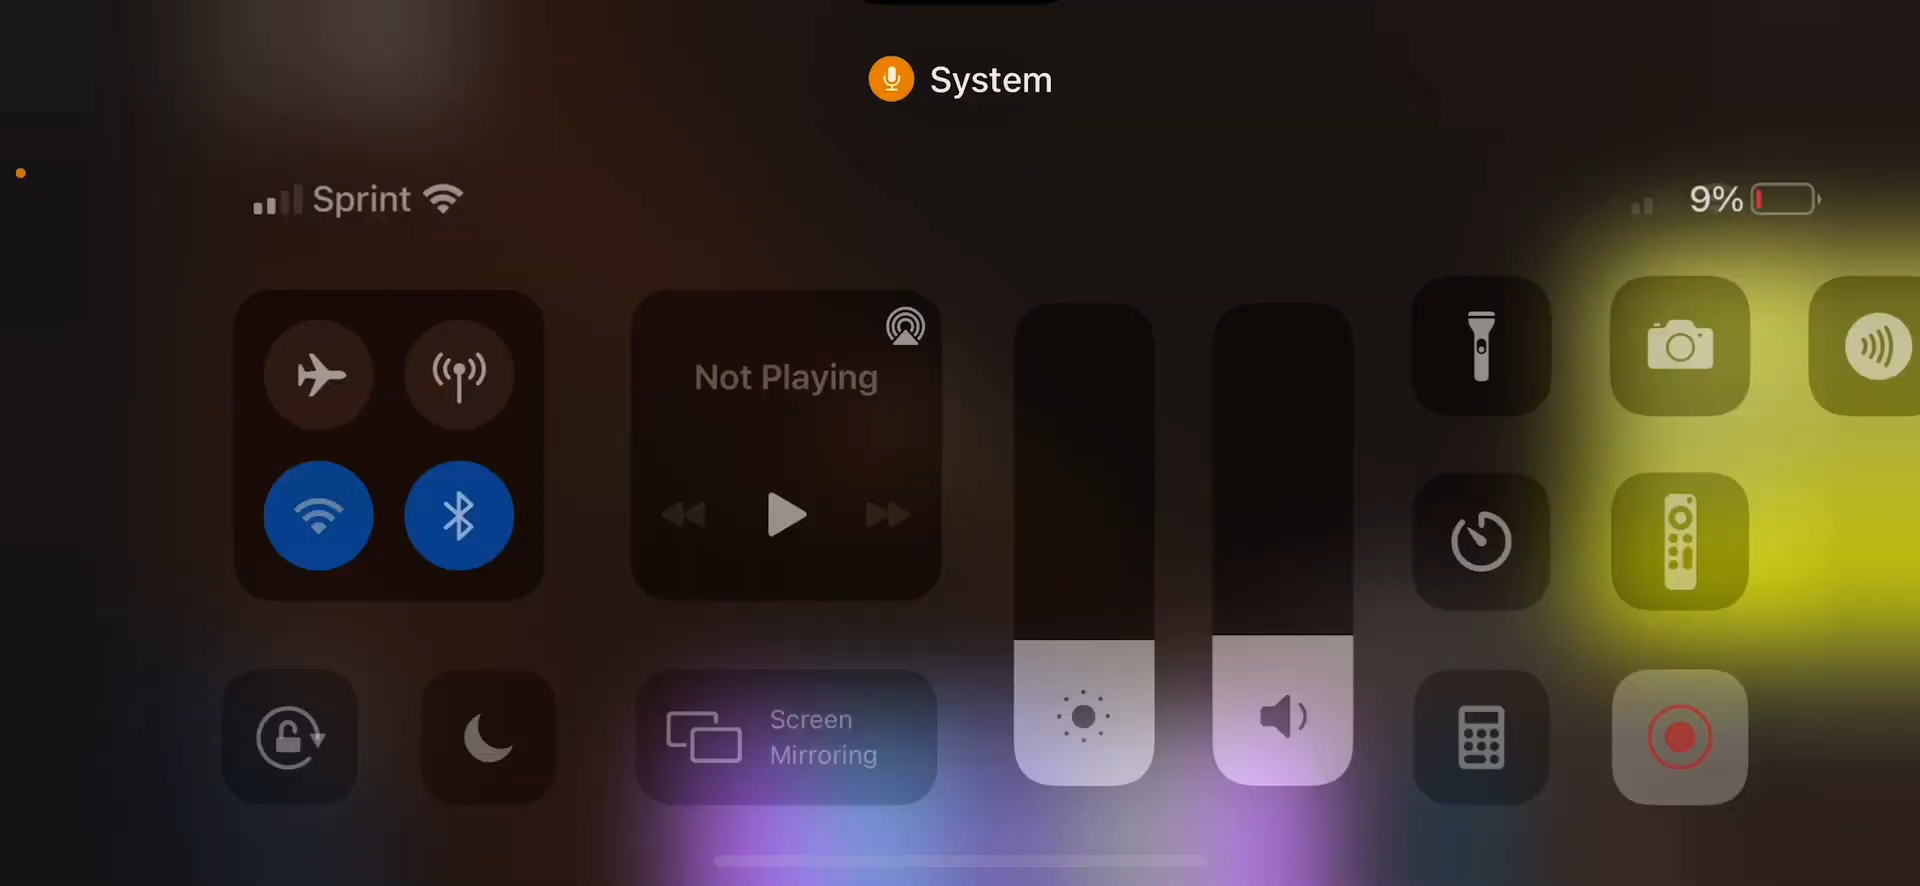 System
Sprint
9%
Not Playing
Screen
Mirroring